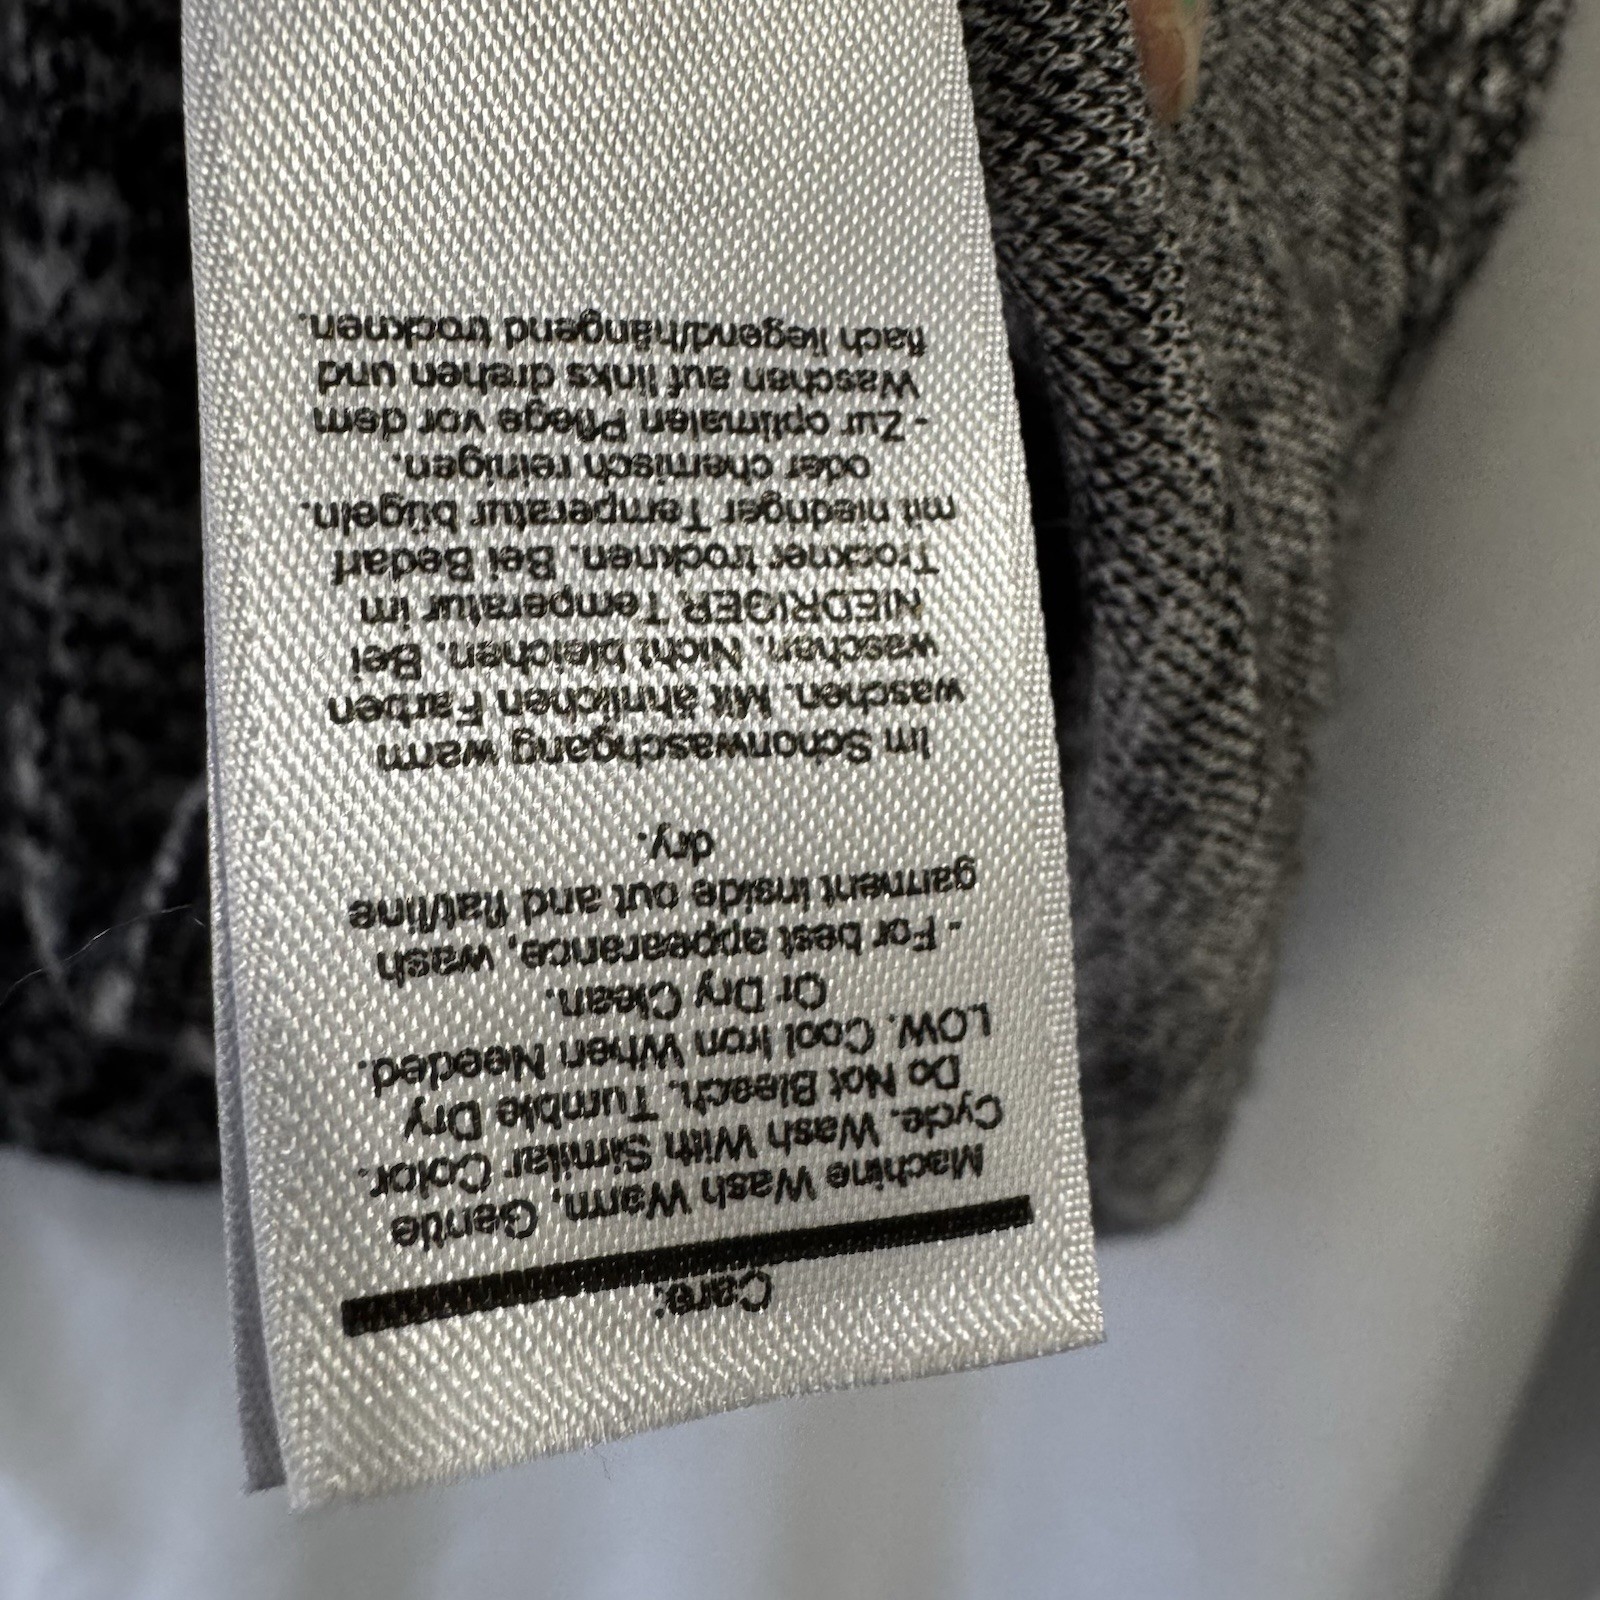 Care:
Machine Wash Warm, Gentle
Cycle. Wash With Similar Color.
Do Not Bleach. Tumble Dry
LOW. Cool Iron When Needed.
Or Dry Clean.
- For best appearance, wash
garment inside out and flat/line
dry.
Im Schonwaschgang warm
waschen. Mit ähnlichen Farben
waschen. Nicht bleichen. Bei
NIEDRIGER Temperatur im
Trockner trocknen. Bei Bedarf
mit niedriger Temperatur bügeln.
oder chemisch reinigen.
- Zur optimalen Pflege vor dem
Waschen auf links drehen und
flach liegend/hängend trocknen.